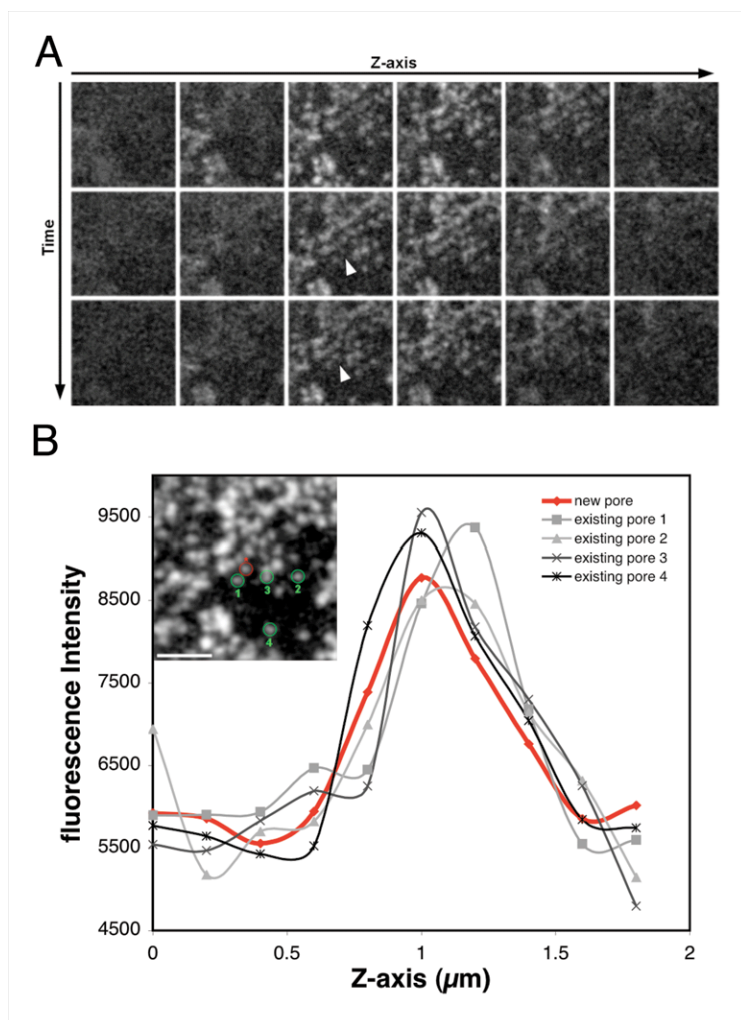 A
Z-axis
Time
B
9500
8500
7500
6500
5500
4500
fluorescence Intensity
1
3
2
4
new pore
existing pore 1
existing pore 2
existing pore 3
existing pore 4
0
0.5
1
1.5
2
Z-axis (µm)